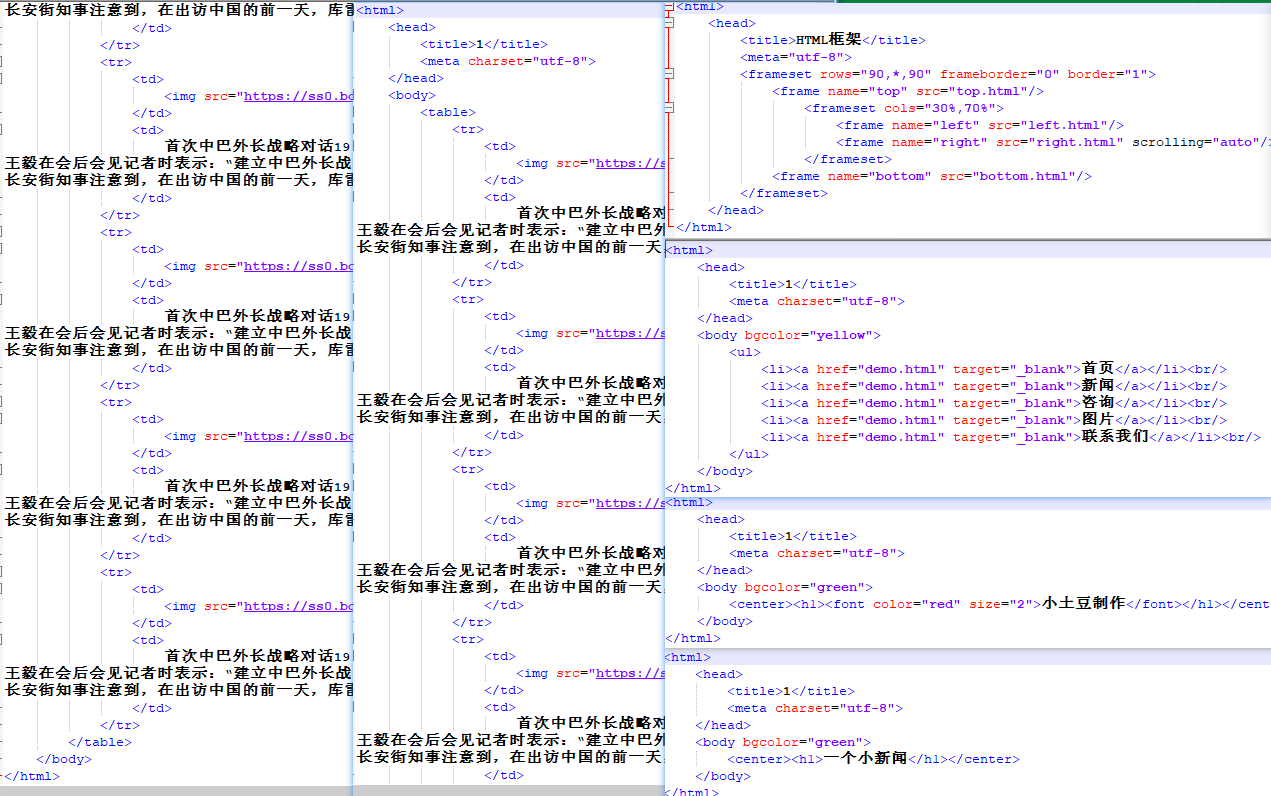 长安街知事注意到，在出访中国的前一天，库雷
</td>
</tr>
<tr>
<td>
<img src="https://ss0.bd
</td>
<td>
首次中巴外长战略对话19
王毅在会后会见记者时表示：“建立中巴外长战
长安街知事注意到，在出访中国的前一天，库雷
</td>
</tr>
<tr>
<td>
<img src="https://ss0.bd
</td>
<td>
首次中巴外长战略对话19
王毅在会后会见记者时表示：“建立中巴外长战
长安街知事注意到，在出访中国的前一天，库雷
</td>
</tr>
<tr>
<td>
<img src="https://ss0.bd
</td>
<td>
首次中巴外长战略对话19
王毅在会后会见记者时表示：“建立中巴外长战
长安街知事注意到，在出访中国的前一天，库雷
</td>
</tr>
<tr>
<td>
<img src="https://ss0.bd
</td>
<td>
首次中巴外长战略对话19
王毅在会后会见记者时表示：“建立中巴外长战
长安街知事注意到，在出访中国的前一天，库雷
</td>
</tr>
</table>
</body>
</html>
<html>
<head>
<title>1</title>
<meta charset="utf-8">
</head>
<body>
<table>
<tr>
<td>
<img src="https://s
</td>
<td>
首次中巴外长战略对
王毅在会后会见记者时表示：“建立中巴外
长安街知事注意到，在出访中国的前一天
</td>
</tr>
<tr>
<td>
<img src="https://s
</td>
<td>
首次中巴外长战略对
王毅在会后会见记者时表示：“建立中巴外
长安街知事注意到，在出访中国的前一天
</td>
</tr>
<tr>
<td>
<img src="https://s
</td>
<td>
首次中巴外长战略对
王毅在会后会见记者时表示：“建立中巴外
长安街知事注意到，在出访中国的前一天
</td>
</tr>
<tr>
<td>
<img src="https://s
</td>
<td>
首次中巴外长战略对
王毅在会后会见记者时表示：“建立中巴外
长安街知事注意到，在出访中国的前一天
</td>
<html>
<head>
<title>HTML框架</title>
<meta="utf-8">
<frameset rows="90,*,90" frameborder="0" border="1">
<frame name="top" src="top.html"/>
<frameset cols="30%,70%">
<frame name="left" src="left.html"/>
<frame name="right" src="right.html" scrolling="auto"/>
</frameset>
<frame name="bottom" src="bottom.html"/>
</frameset>
</head>
</html>
<html>
<head>
<title>1</title>
<meta charset="utf-8">
</head>
<body bgcolor="yellow">
<ul>
<li><a href="demo.html" target="_blank">首页</a></li><br/>
<li><a href="demo.html" target="_blank">新闻</a></li><br/>
<li><a href="demo.html" target="_blank">咨询</a></li><br/>
<li><a href="demo.html" target="_blank">图片</a></li><br/>
<li><a href="demo.html" target="_blank">联系我们</a></li><br/>
</ul>
</body>
</html>
<html>
<head>
<title>1</title>
<meta charset="utf-8">
</head>
<body bgcolor="green">
<center><h1><font color="red" size="2">小土豆制作</font></h1></cent
</body>
</html>
<html>
<head>
<title>1</title>
<meta charset="utf-8">
</head>
<body bgcolor="green">
<center><h1>一个小新闻</h1></center>
</body>
</html>